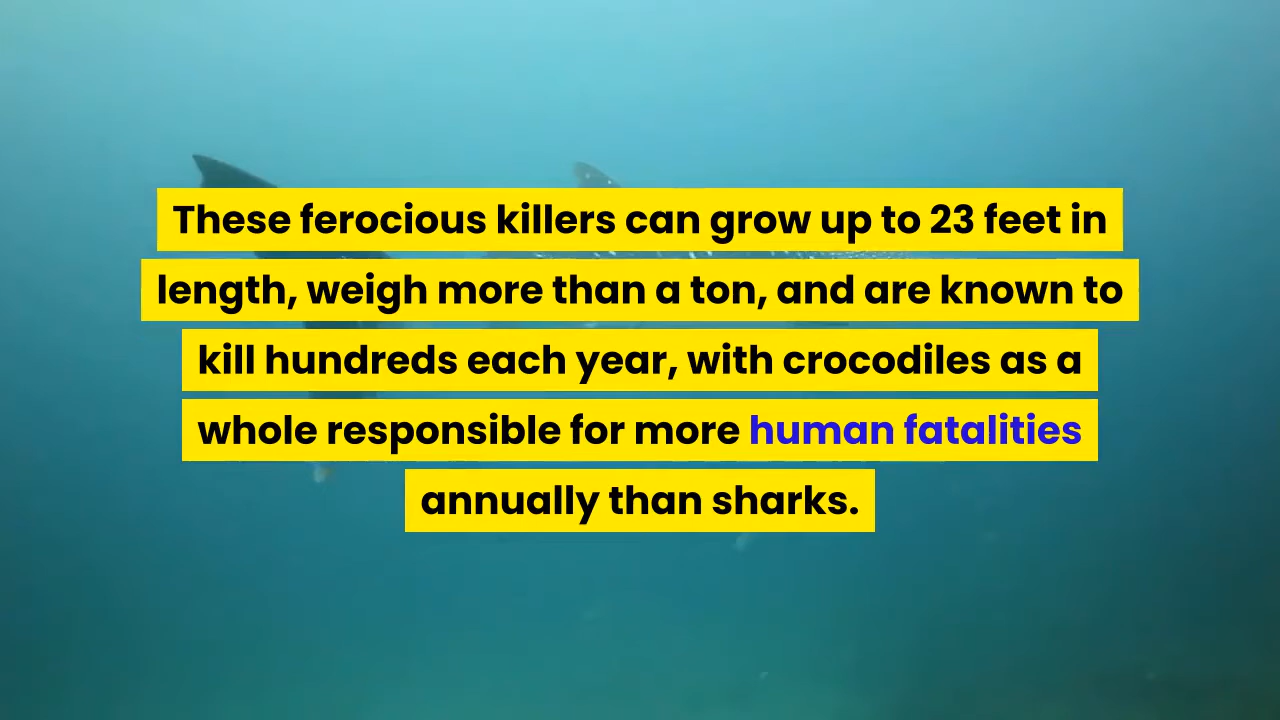 These ferocious killers can grow up to 23 feet in
length, weigh more than a ton, and are known to
kill hundreds each year, with crocodiles as a
whole responsible for more human fatalities
annually than sharks.